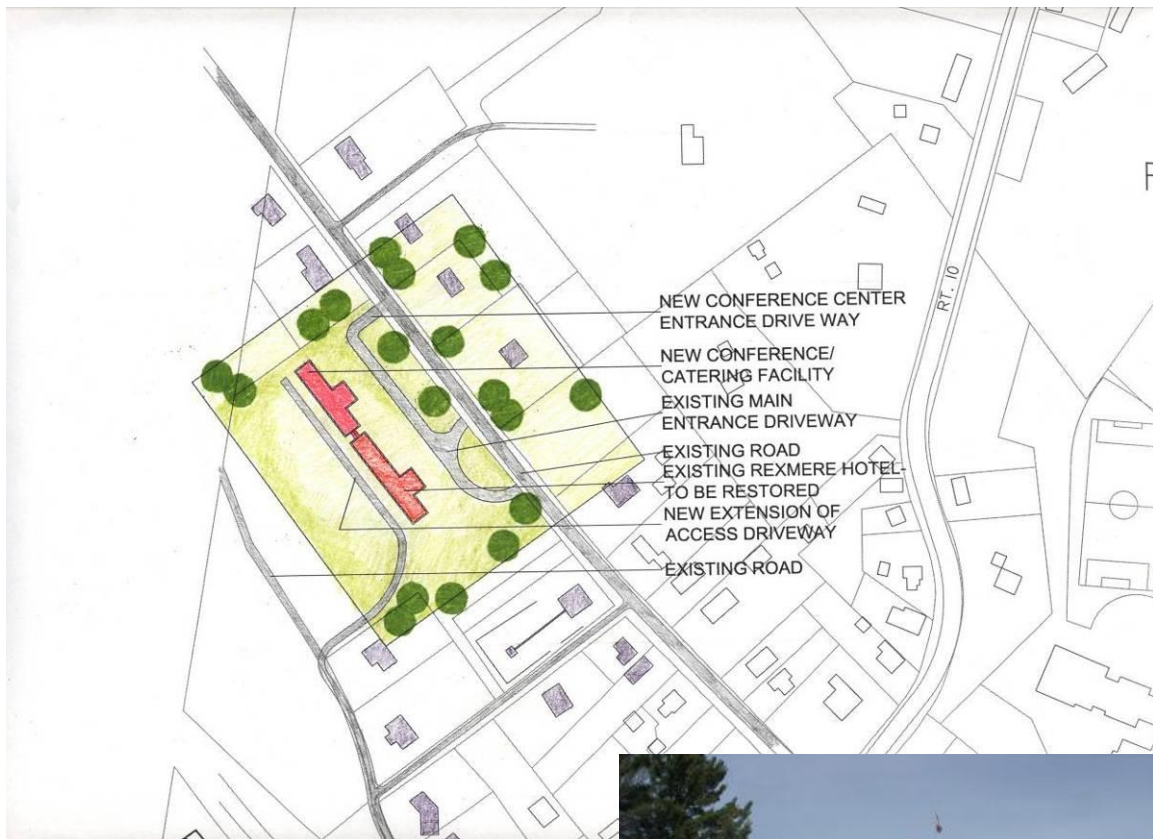 NEW CONFERENCE CENTER
ENTRANCE DRIVE WAY
NEW CONFERENCE/
CATERING FACILITY
EXISTING MAIN
ENTRANCE DRIVEWAY
EXISTING ROAD
EXISTING REXMERE HOTEL-
TO BE RESTORED
NEW EXTENSION OF
ACCESS DRIVEWAY
EXISTING ROAD
RT. 10